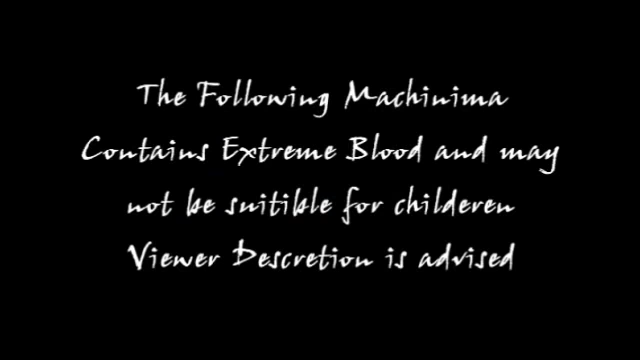 The Following Machinima
Contains Extreme Blood and may
not be suitible for childeren
Viewer Descretion is advised